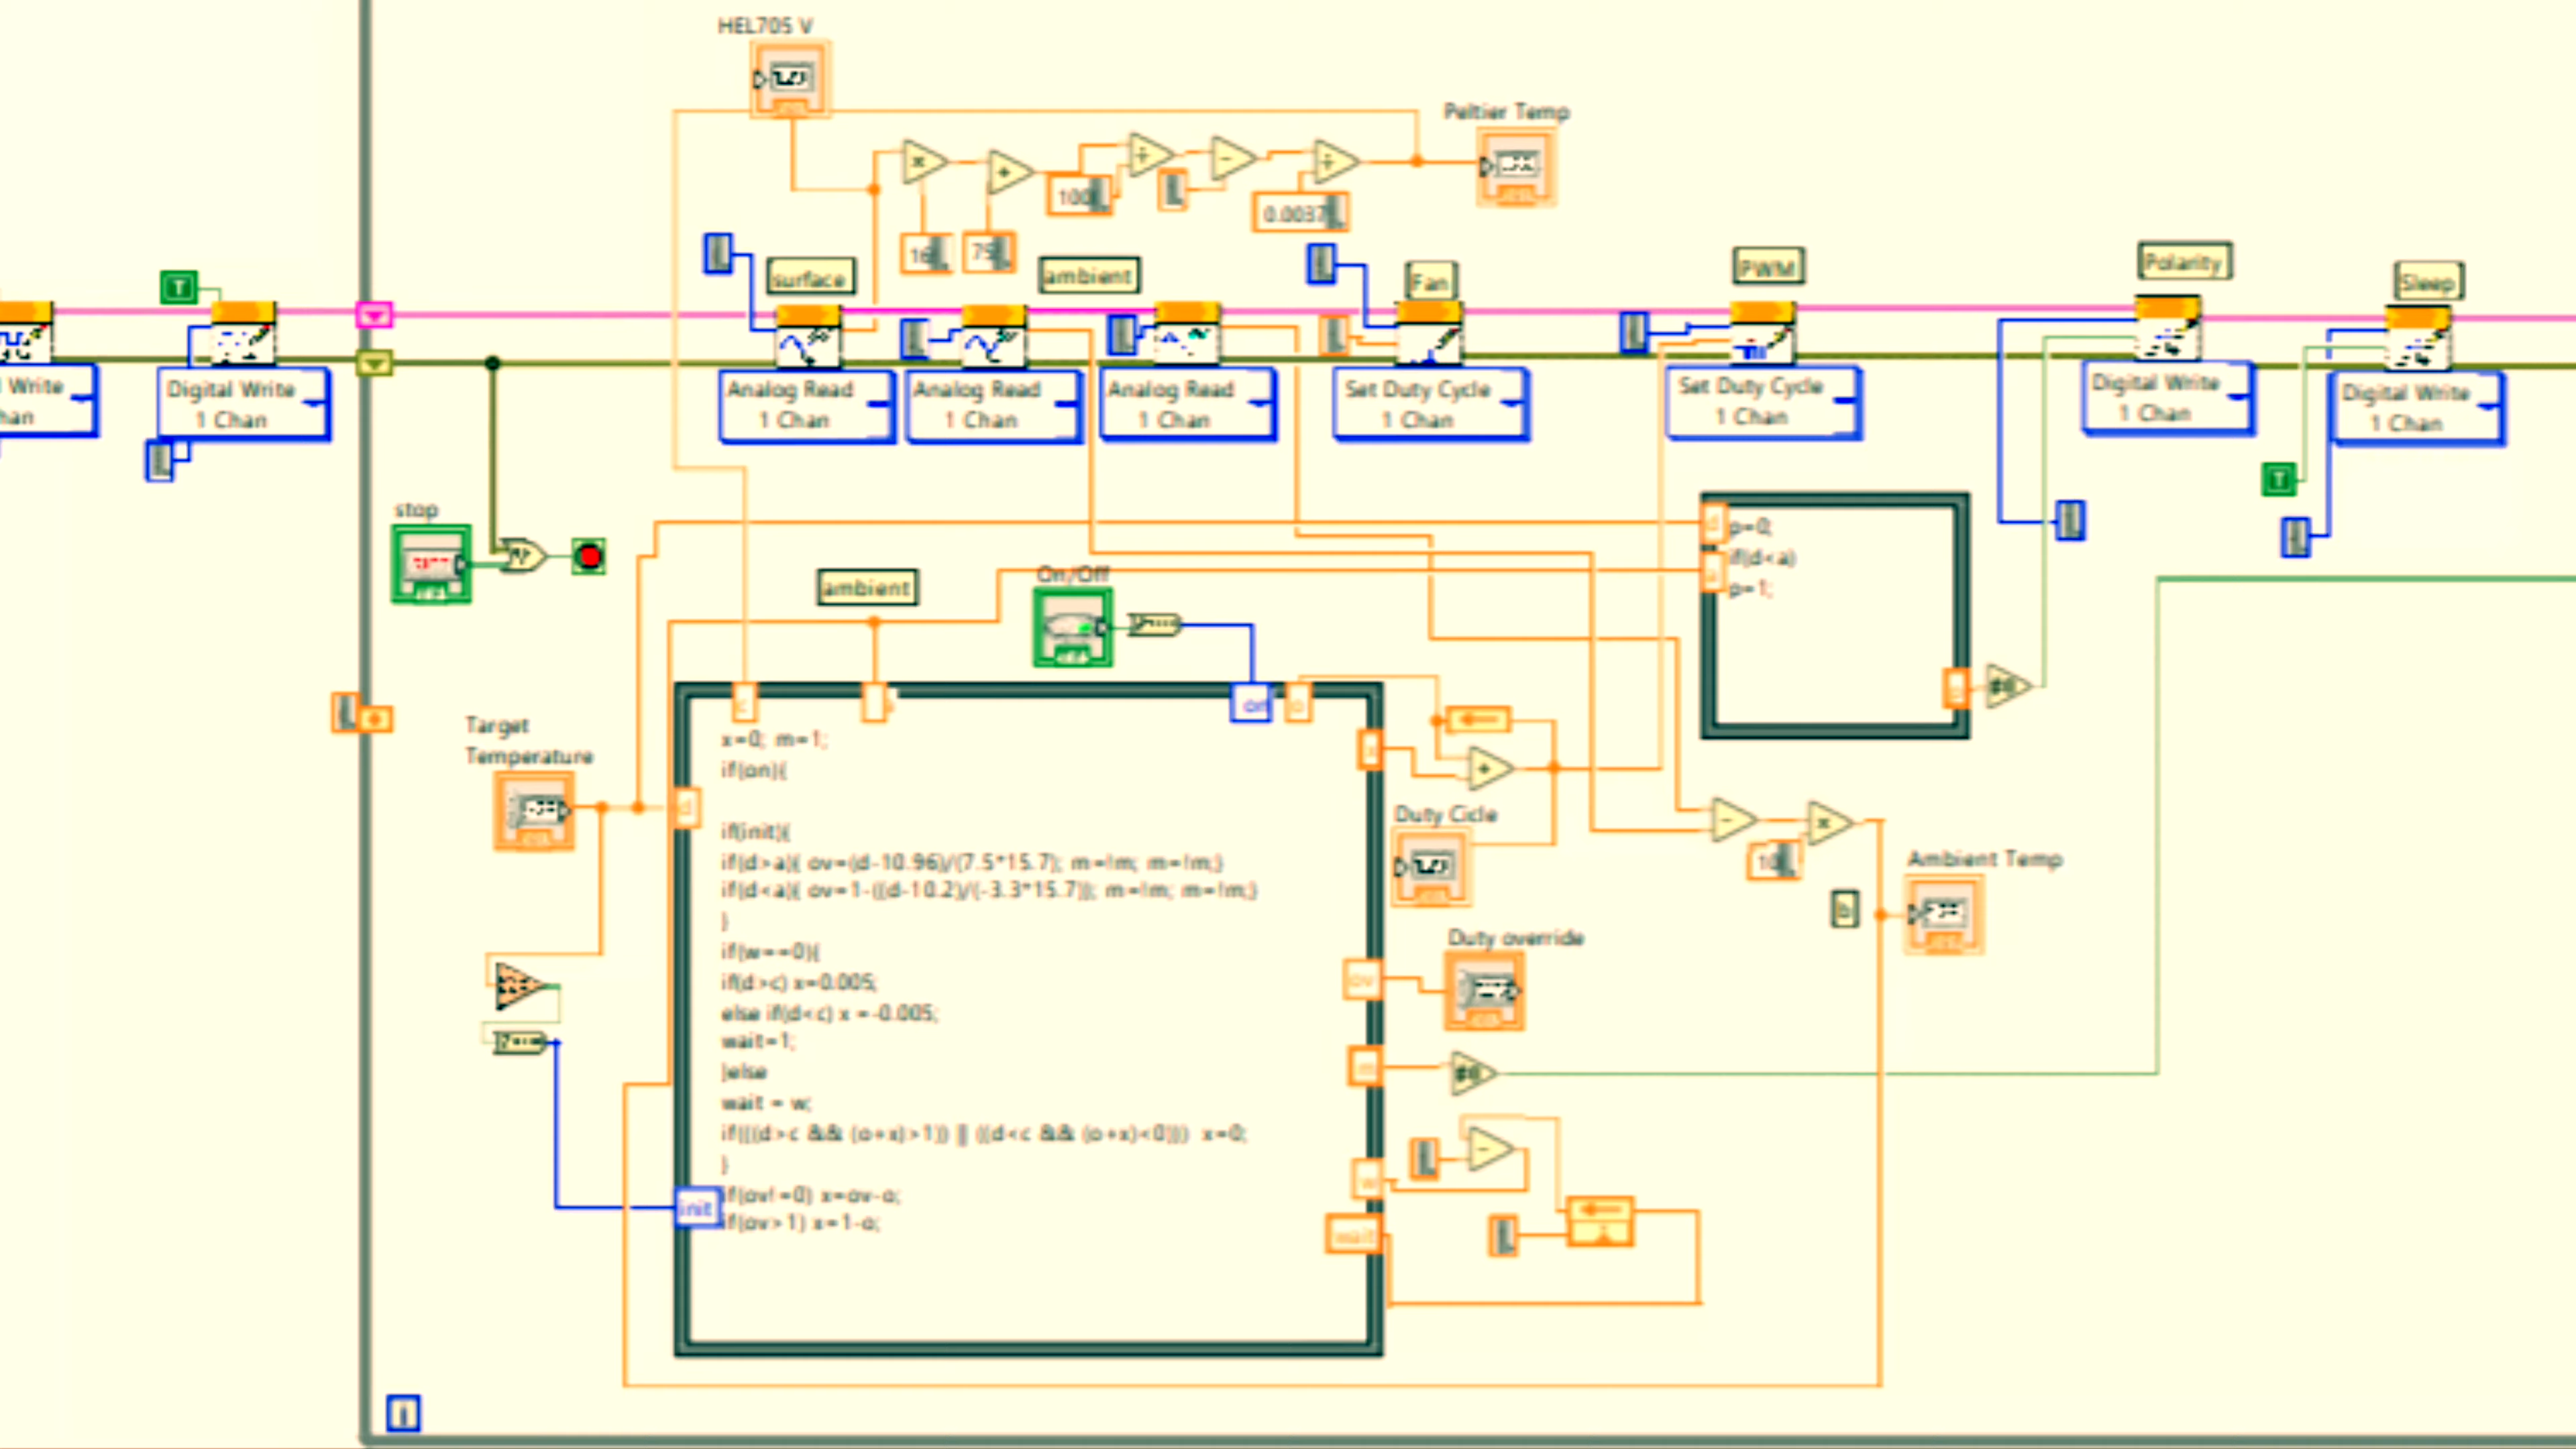 HEL705 V
Peltier Temp
100
0.0037
16
75
surface
ambient
Fan
PWM
Polarity
Sleep
T
Write
Digital Write
1 Chan
Analog Read
1 Chan
Analog Read
1 Chan
Analog Read
1 Chan
Set Duty Cycle
1 Chan
Set Duty Cycle
1 Chan
Digital Write
1 Chan
Digital Write
1 Chan
T
stop
p=0;
if(d<a)
p=1;
ambient
On/Off
on
Target
Temperature
x=0; m=1;
if(on){
if(init){
if(d>a){ ov=(d-10.96)/(7.5*15.7); m=!m; m=!m;}
if(d<a){ ov=1-((d-10.2)/(-3.3*15.7)); m=!m; m=!m;}
}
if(w==0){
if(d>c) x=0.005;
else if(d<c) x =-0.005;
wait=1;
}else
wait = w;
if(((d>c && (o+x)>1)) || ((d<c && (o+x)<0))) x=0;
}
if(ov!=0) x=ov-o;
if(ov>1) x=1-o;
init
Duty Cicle
10
Ambient Temp
b
Duty override
ov
m
w
wait
i